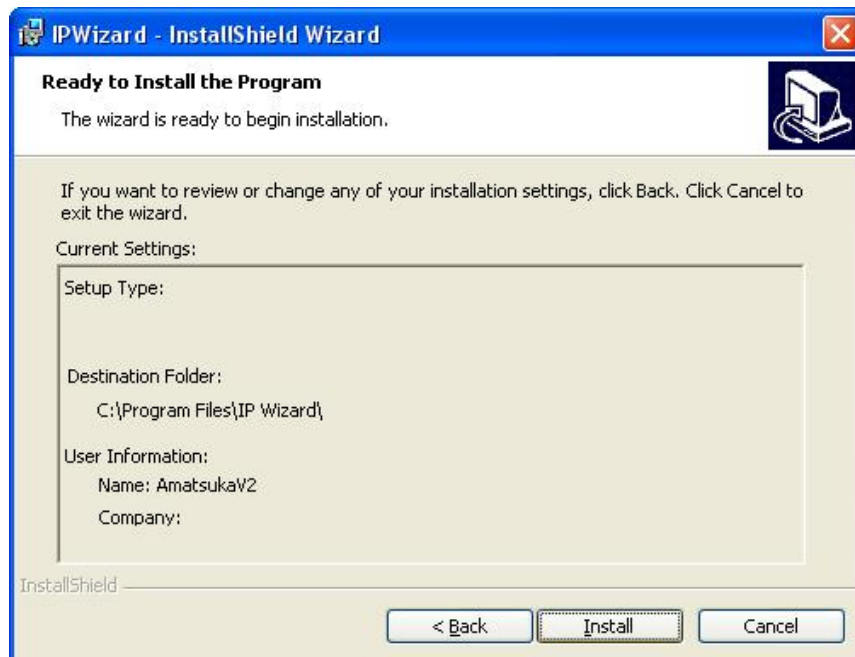 IPWizard - InstallShield Wizard
Ready to Install the Program
The wizard is ready to begin installation.
If you want to review or change any of your installation settings, click Back. Click Cancel to
exit the wizard.
Current Settings:
Setup Type:
Destination Folder:
C:\Program Files\IP Wizard\
User Information:
Name: AmatsukaV2
Company:
InstallShield
< Back Install Cancel